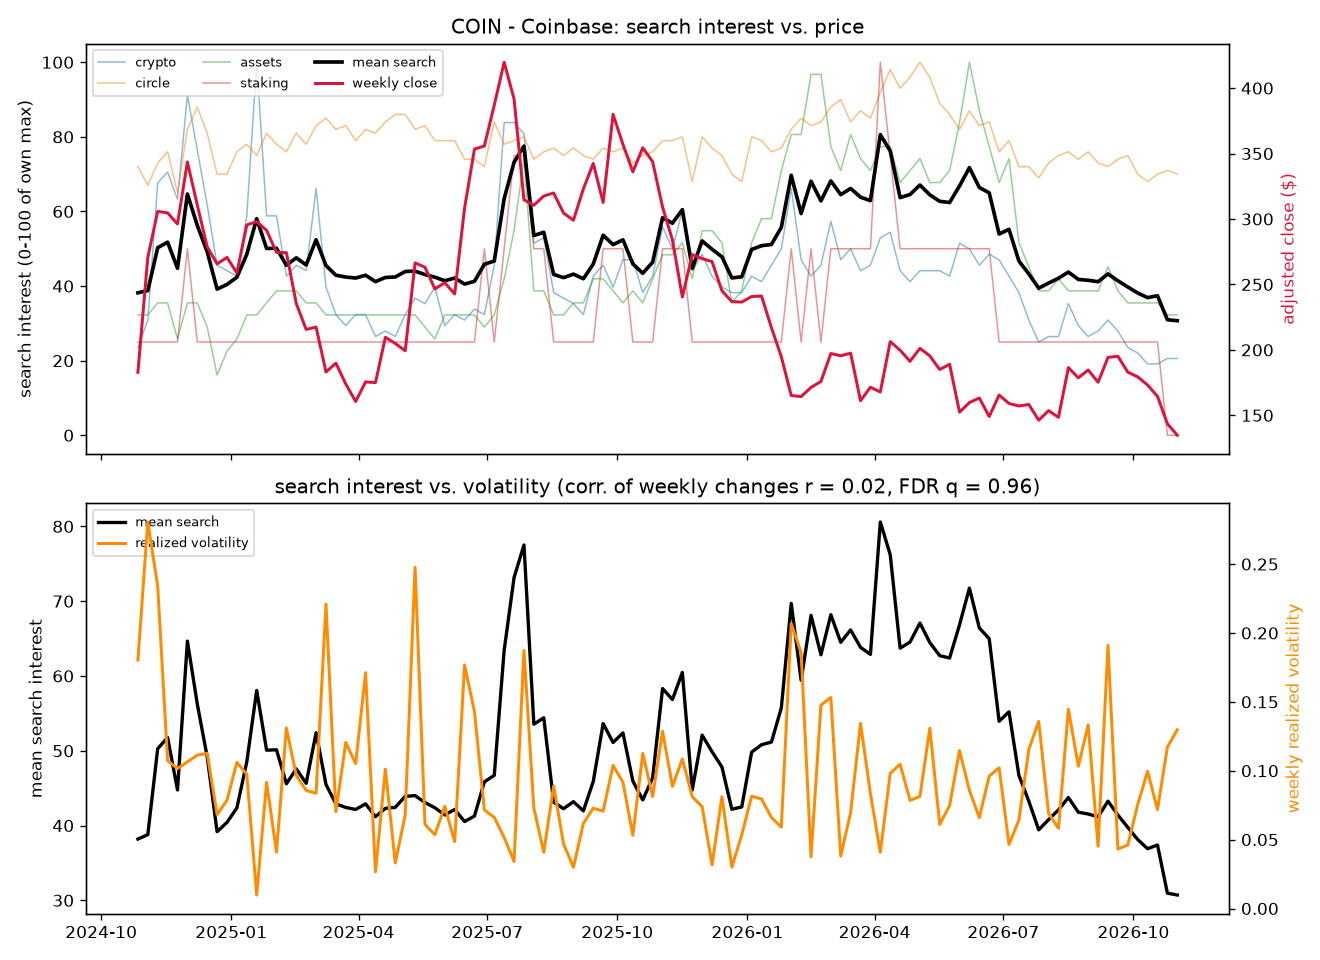 COIN - Coinbase: search interest vs. price
crypto
circle
assets
staking
mean search
weekly close
search interest (0-100 of own max)
100
80
60
40
20
0
adjusted close ($)
400
350
300
250
200
150
search interest vs. volatility (corr. of weekly changes r = 0.02, FDR q = 0.96)
mean search
realized volatility
mean search interest
80
70
60
50
40
30
weekly realized volatility
0.25
0.20
0.15
0.10
0.05
0.00
2024-10
2025-01
2025-04
2025-07
2025-10
2026-01
2026-04
2026-07
2026-10